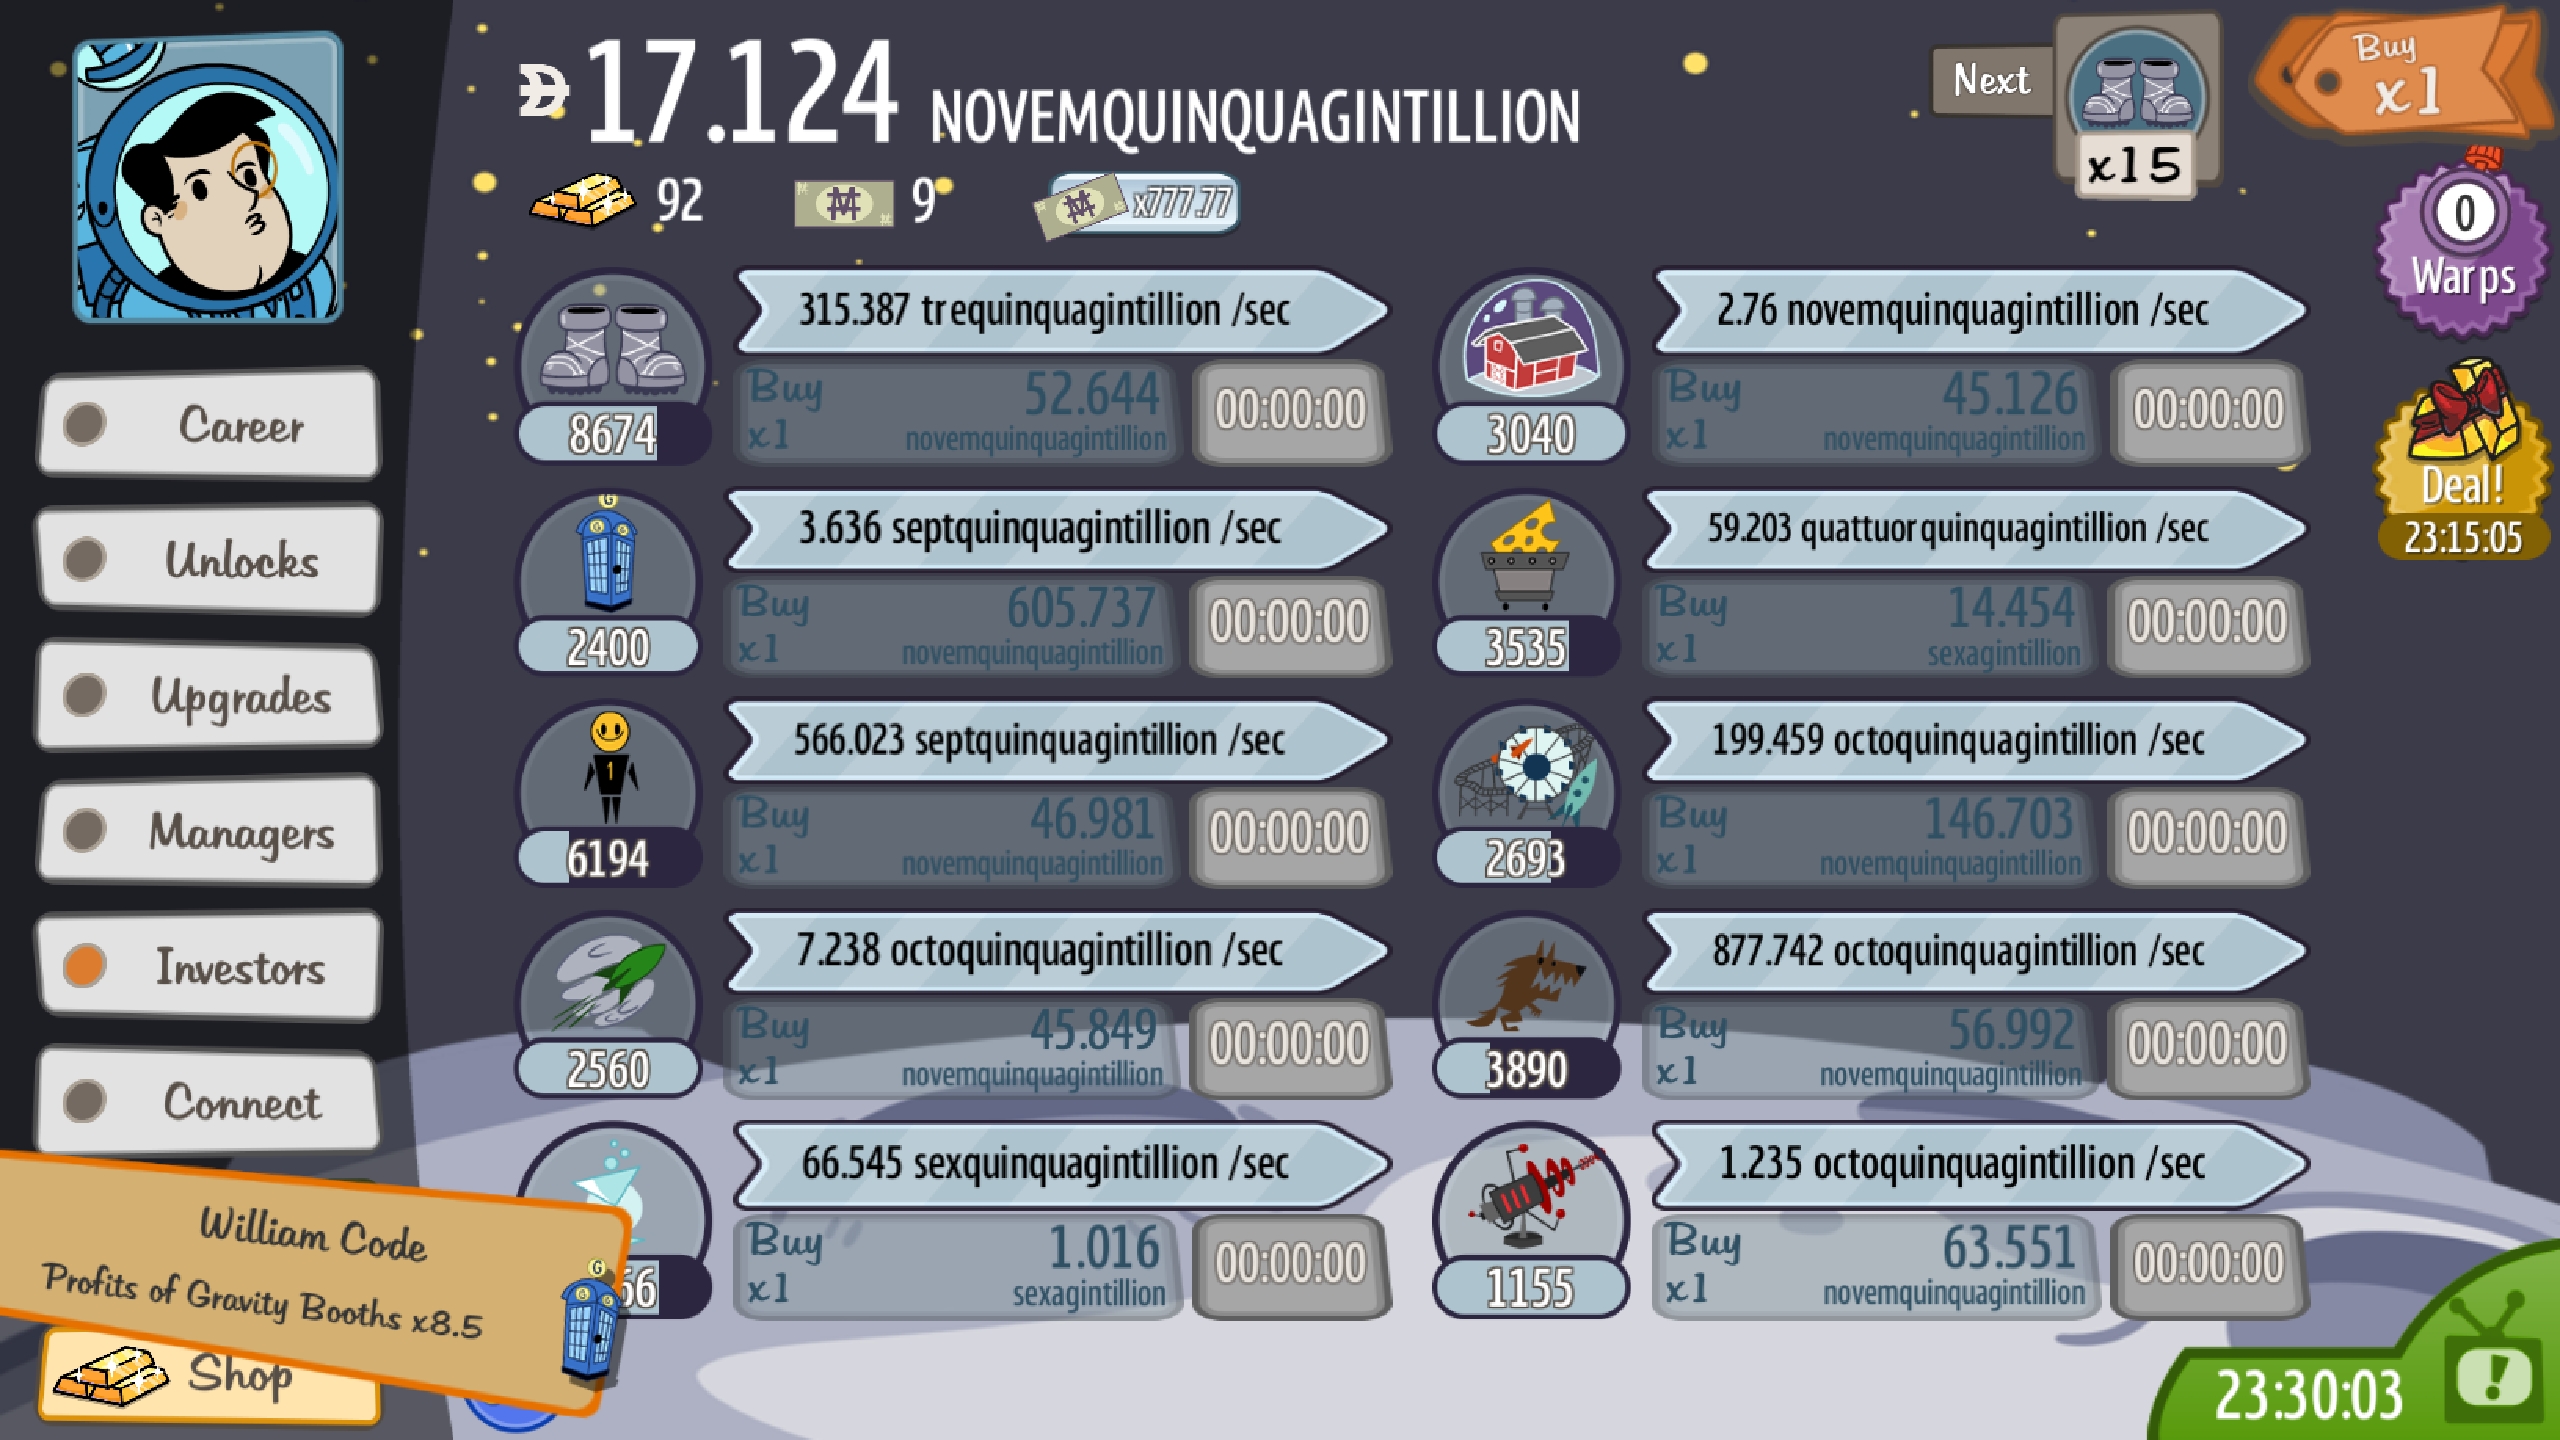 17.124 NOVEMQUINQUAGINTILLION
Next
x15
Buy
x1
92
9
x777.77
0
Warps
Deal!
23:15:05
Career
Unlocks
Upgrades
Managers
Investors
Connect
William Code
Profits of Gravity Booths x8.5
Shop
315.387 trequinquagintillion /sec
8674
Buy
x1
52.644
novemquinquagintillion
00:00:00
2.76 novemquinquagintillion /sec
3040
Buy
x1
45.126
novemquinquagintillion
00:00:00
3.636 septquinquagintillion /sec
2400
Buy
x1
605.737
novemquinquagintillion
00:00:00
59.203 quattuorquinquagintillion /sec
3535
Buy
x1
14.454
sexagintillion
00:00:00
566.023 septquinquagintillion /sec
6194
Buy
x1
46.981
novemquinquagintillion
00:00:00
199.459 octoquinquagintillion /sec
2693
Buy
x1
146.703
novemquinquagintillion
00:00:00
7.238 octoquinquagintillion /sec
2560
Buy
x1
45.849
novemquinquagintillion
00:00:00
877.742 octoquinquagintillion /sec
3890
Buy
x1
56.992
novemquinquagintillion
00:00:00
66.545 sexquinquagintillion /sec
Buy
x1
1.016
sexagintillion
00:00:00
1.235 octoquinquagintillion /sec
1155
Buy
x1
63.551
novemquinquagintillion
00:00:00
23:30:03